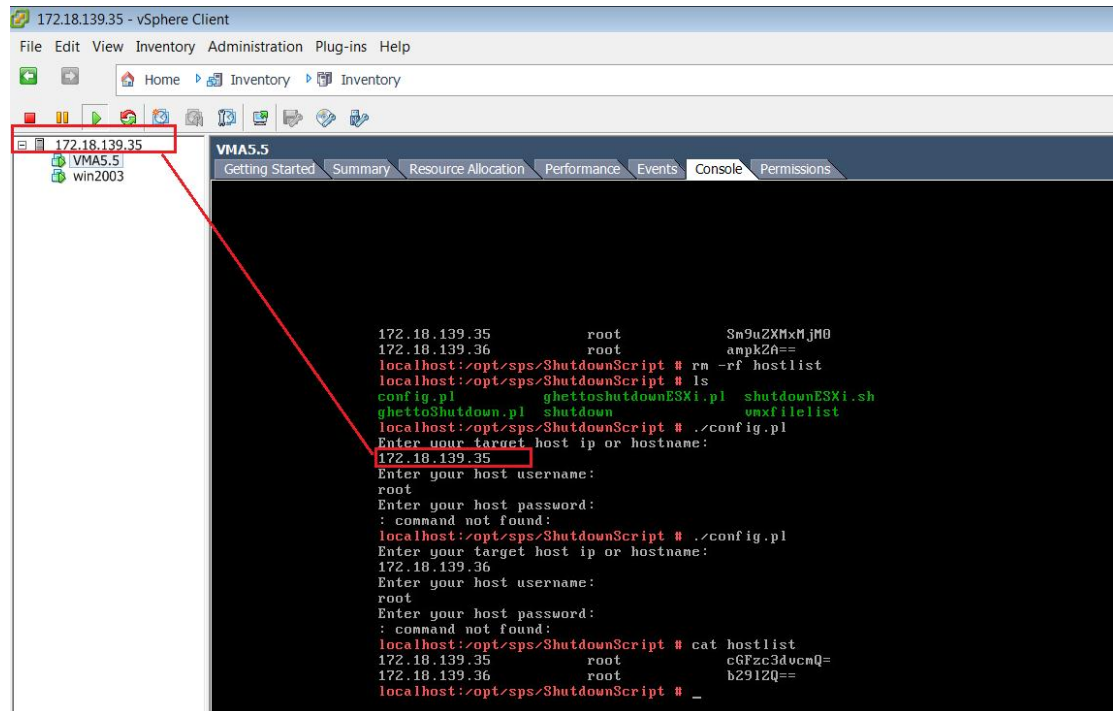 172.18.139.35 - vSphere Client
File Edit View Inventory Administration Plug-ins Help
Home Inventory Inventory
172.18.139.35
VMA5.5
win2003
VMA5.5
Getting Started Summary Resource Allocation Performance Events Console Permissions
172.18.139.35 root Sm9uZXMxMjM0
172.18.139.36 root ampkZA==
localhost:/opt/sps/ShutdownScript # rm -rf hostlist
localhost:/opt/sps/ShutdownScript # ls
config.pl ghettoshutdownESXi.pl shutdownESXi.sh
ghettoShutdown.pl shutdown vmxfilelist
localhost:/opt/sps/ShutdownScript # ./config.pl
Enter your target host ip or hostname:
172.18.139.35
Enter your host username:
root
Enter your host password:
: command not found:
localhost:/opt/sps/ShutdownScript # ./config.pl
Enter your target host ip or hostname:
172.18.139.36
Enter your host username:
root
Enter your host password:
: command not found:
localhost:/opt/sps/ShutdownScript # cat hostlist
172.18.139.35 root cGFzc3dvcmQ=
172.18.139.36 root b291ZQ==
localhost:/opt/sps/ShutdownScript # _